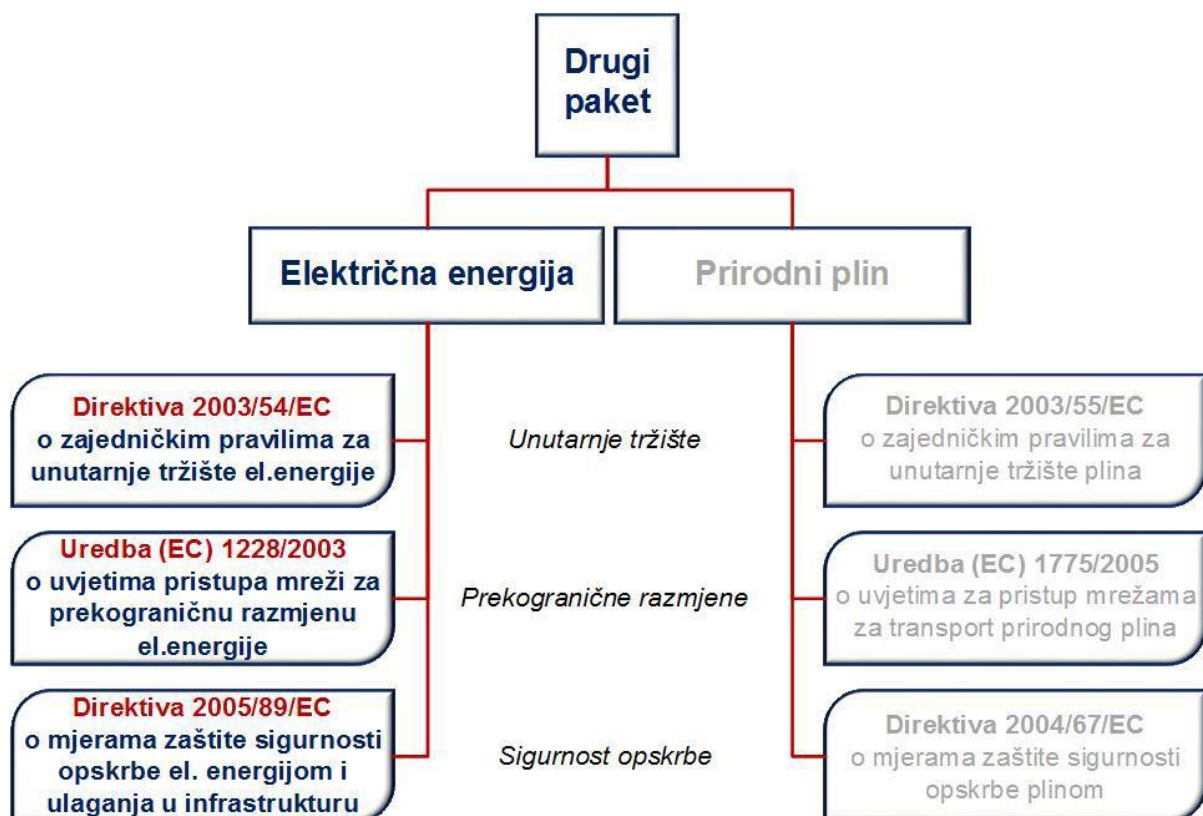 Drugi
paket
Električna energija
Prirodni plin
Direktiva 2003/54/EC
o zajedničkim pravilima za
unutarnje tržište el.energije
Unutarnje tržište
Direktiva 2003/55/EC
o zajedničkim pravilima za
unutarnje tržište plina
Uredba (EC) 1228/2003
o uvjetima pristupa mreži za
prekograničnu razmjenu
el.energije
Prekogranične razmjene
Uredba (EC) 1775/2005
o uvjetima za pristup mrežama
za transport prirodnog plina
Direktiva 2005/89/EC
o mjerama zaštite sigurnosti
opskrbe el. energijom i
ulaganja u infrastrukturu
Sigurnost opskrbe
Direktiva 2004/67/EC
o mjerama zaštite sigurnosti
opskrbe plinom